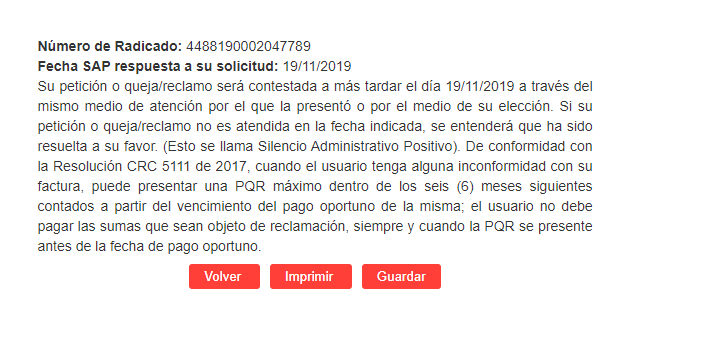 Número de Radicado: 4488190002047789
Fecha SAP respuesta a su solicitud: 19/11/2019
Su petición o queja/reclamo será contestada a más tardar el día 19/11/2019 a través del
mismo medio de atención por el que la presentó o por el medio de su elección. Si su
petición o queja/reclamo no es atendida en la fecha indicada, se entenderá que ha sido
resuelta a su favor. (Esto se llama Silencio Administrativo Positivo). De conformidad con
la Resolución CRC 5111 de 2017, cuando el usuario tenga alguna inconformidad con su
factura, puede presentar una PQR máximo dentro de los seis (6) meses siguientes
contados a partir del vencimiento del pago oportuno de la misma; el usuario no debe
pagar las sumas que sean objeto de reclamación, siempre y cuando la PQR se presente
antes de la fecha de pago oportuno.
Volver Imprimir Guardar